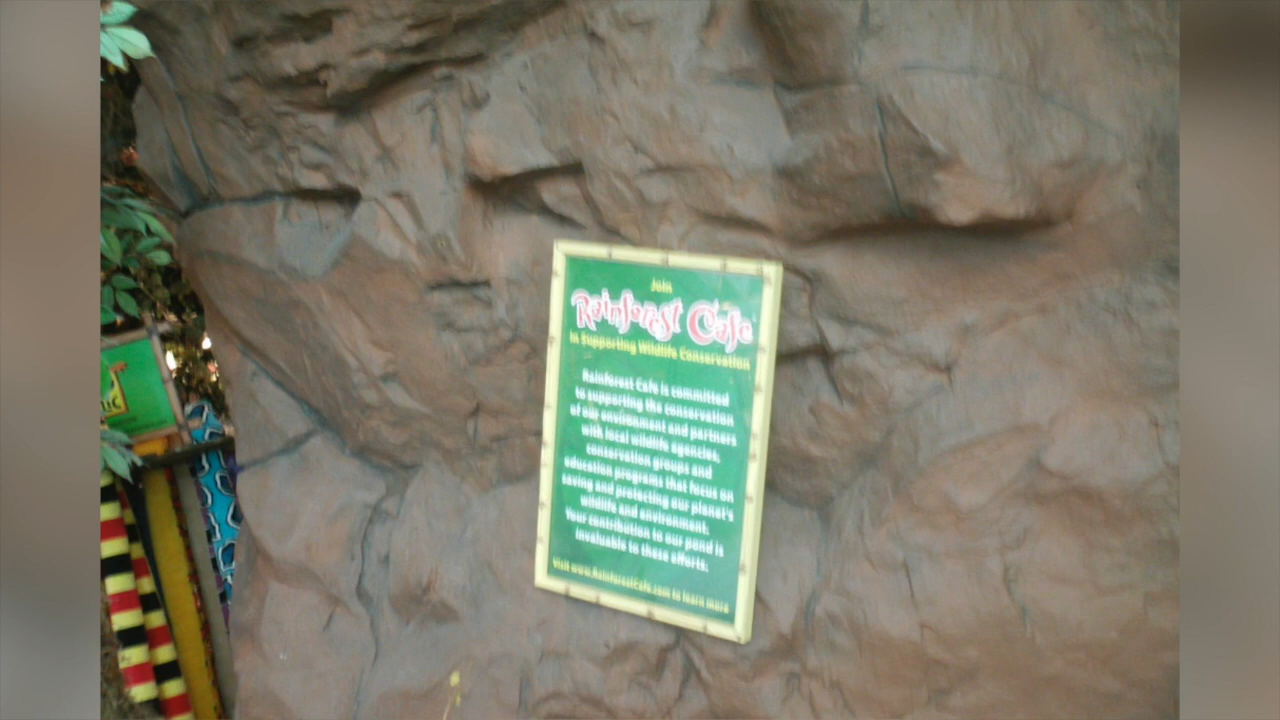 Join
Rainforest Cafe
in Supporting Wildlife Conservation
Rainforest Cafe is committed
to supporting the conservation
of our environment and partners
with local wildlife agencies,
conservation groups and
education programs that focus on
saving and protecting our planet's
wildlife and environment.
Your contribution to our pond is
invaluable to these efforts.
Visit www.RainforestCafe.com to learn more